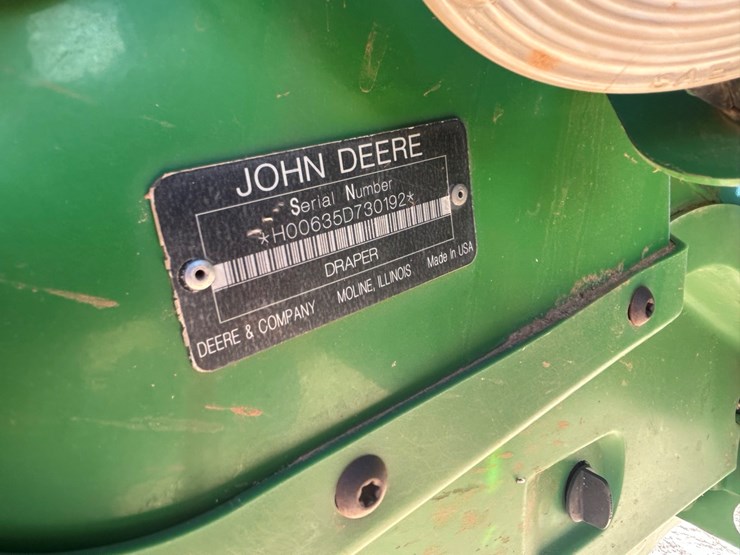 JOHN DEERE
Serial Number
*H00635D730192*
DRAPER
DEERE & COMPANY MOLINE, ILLINOIS Made In USA